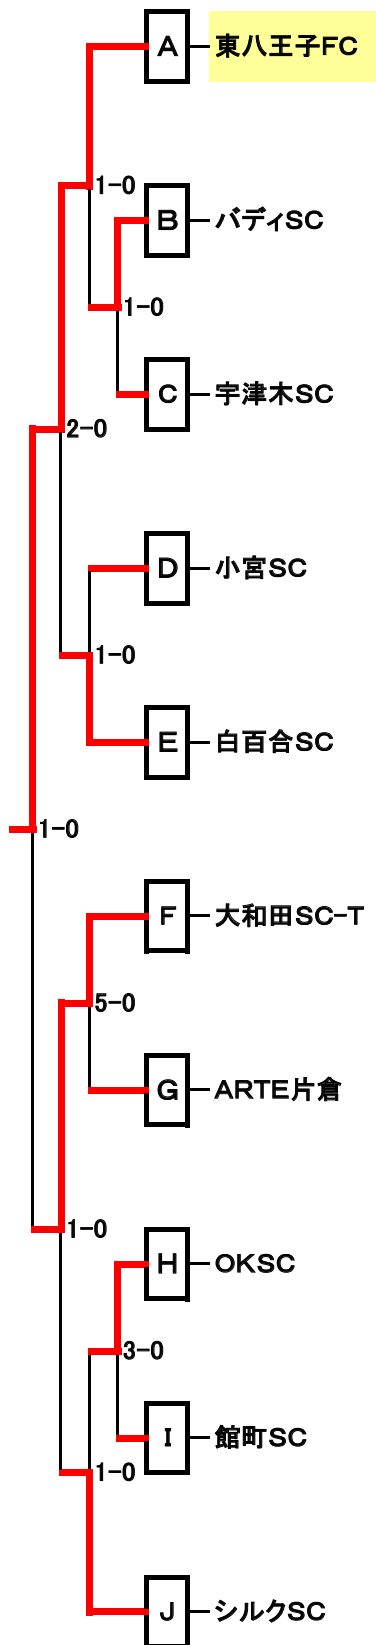 A 東八王子FC
1-0
B バディSC
1-0
C 宇津木SC
2-0
D 小宮SC
1-0
E 白百合SC
1-0
F 大和田SC-T
5-0
G ARTE片倉
1-0
H OKSC
3-0
I 館町SC
1-0
J シルクSC